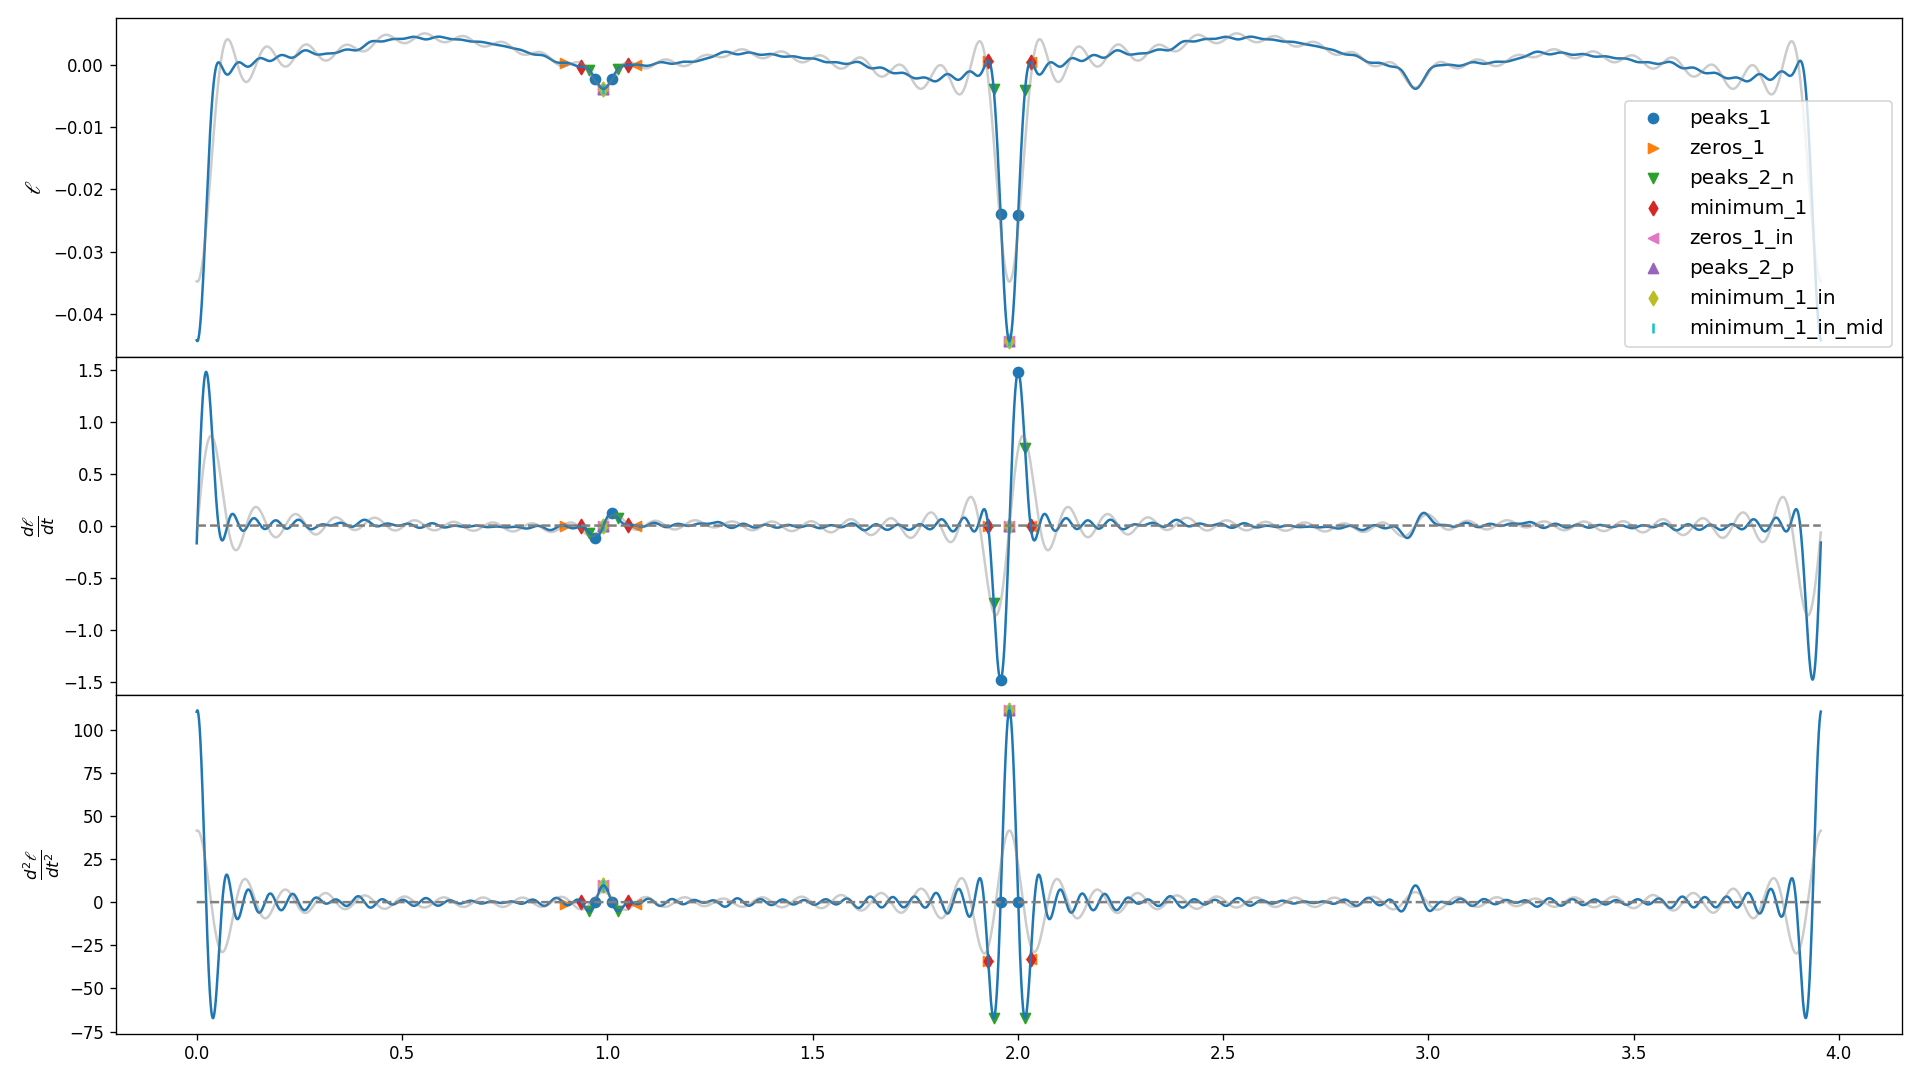 0.00
−0.01
−0.02
−0.03
−0.04
ℓ
peaks_1
zeros_1
peaks_2_n
minimum_1
zeros_1_in
peaks_2_p
minimum_1_in
minimum_1_in_mid
1.5
1.0
0.5
0.0
−0.5
−1.0
−1.5
dℓ
dt
100
75
50
25
0
−25
−50
−75
d²ℓ
dt²
0.0 0.5 1.0 1.5 2.0 2.5 3.0 3.5 4.0